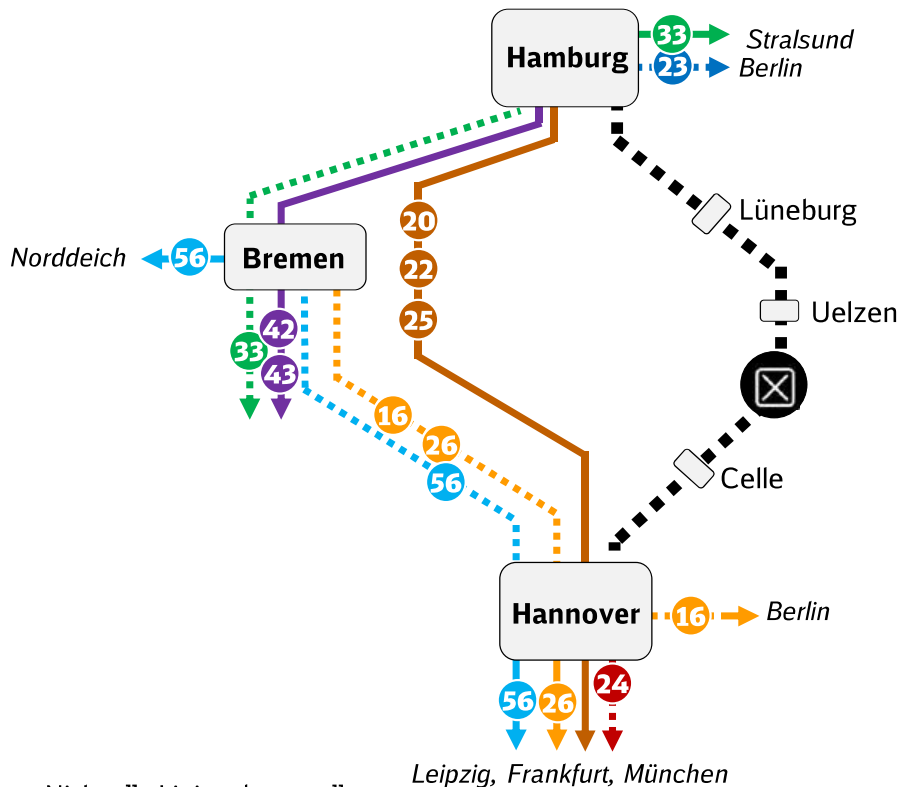 Hamburg
33
Stralsund
23
Berlin
20
Lüneburg
Norddeich
56
Bremen
22
25
Uelzen
42
33
43
16
26
56
Celle
Hannover
16
Berlin
56
26
24
Leipzig, Frankfurt, München